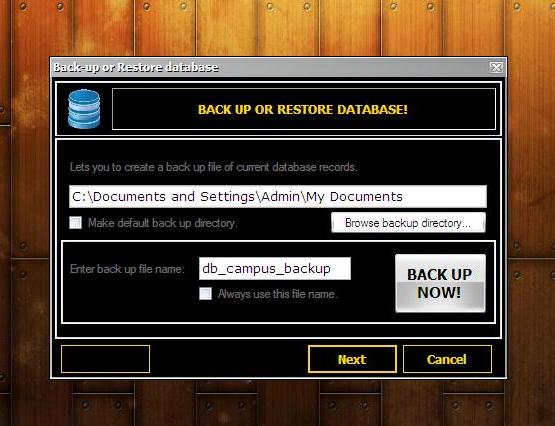 Back-up or Restore database
BACK UP OR RESTORE DATABASE!
Lets you to create a back up file of current database records.
C:\Documents and Settings\Admin\My Documents
Make default back up directory.
Browse backup directory...
Enter back up file name:
db_campus_backup
Always use this file name.
BACK UP
NOW!
Next
Cancel